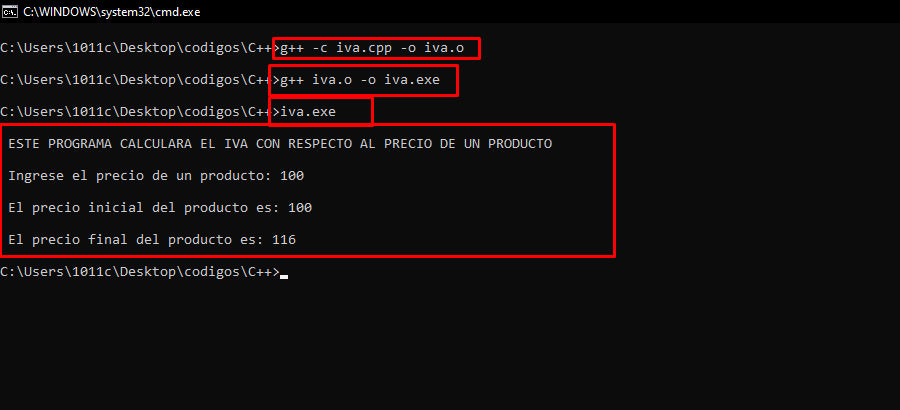 C:\WINDOWS\system32\cmd.exe
C:\Users\1011c\Desktop\codigos\C++>g++ -c iva.cpp -o iva.o
C:\Users\1011c\Desktop\codigos\C++>g++ iva.o -o iva.exe
C:\Users\1011c\Desktop\codigos\C++>iva.exe
ESTE PROGRAMA CALCULARA EL IVA CON RESPECTO AL PRECIO DE UN PRODUCTO
Ingrese el precio de un producto: 100
El precio inicial del producto es: 100
El precio final del producto es: 116
C:\Users\1011c\Desktop\codigos\C++>